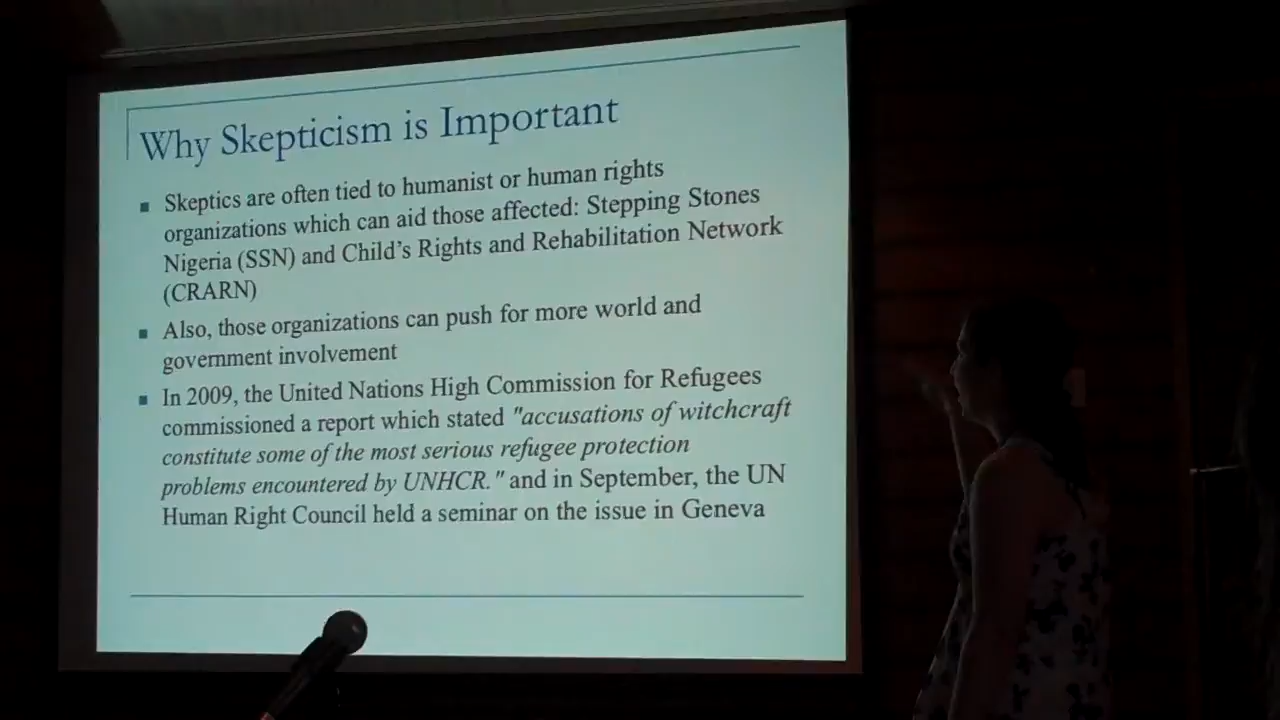 Why Skepticism is Important
Skeptics are often tied to humanist or human rights
organizations which can aid those affected: Stepping Stones
Nigeria (SSN) and Child's Rights and Rehabilitation Network
(CRARN)
Also, those organizations can push for more world and
government involvement
In 2009, the United Nations High Commission for Refugees
commissioned a report which stated "accusations of witchcraft
constitute some of the most serious refugee protection
problems encountered by UNHCR." and in September, the UN
Human Right Council held a seminar on the issue in Geneva